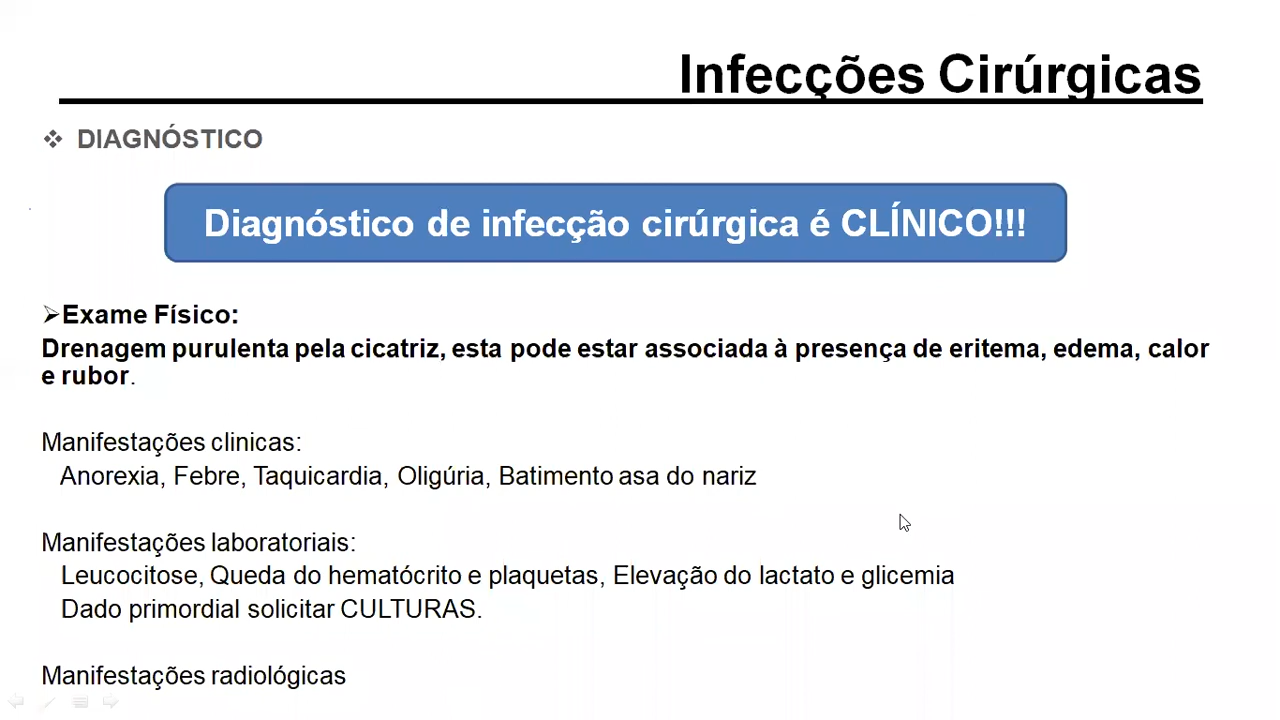 Infecções Cirúrgicas
DIAGNÓSTICO
Diagnóstico de infecção cirúrgica é CLÍNICO!!!
Exame Físico:
Drenagem purulenta pela cicatriz, esta pode estar associada à presença de eritema, edema, calor
e rubor.
Manifestações clinicas:
Anorexia, Febre, Taquicardia, Oligúria, Batimento asa do nariz
Manifestações laboratoriais:
Leucocitose, Queda do hematócrito e plaquetas, Elevação do lactato e glicemia
Dado primordial solicitar CULTURAS.
Manifestações radiológicas